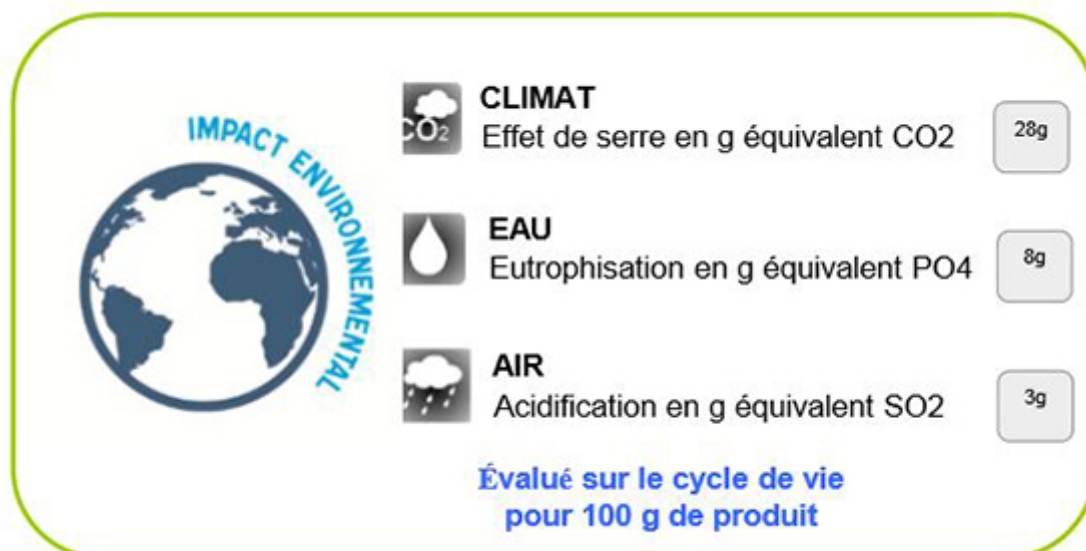 IMPACT ENVIRONNEMENTAL
CO2
CLIMAT
Effet de serre en g équivalent CO2
28g
EAU
Eutrophisation en g équivalent PO4
8g
AIR
Acidification en g équivalent SO2
3g
Évalué sur le cycle de vie
pour 100 g de produit